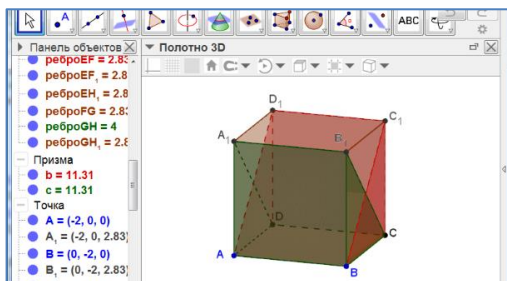 ABC
Панель объектов
Полотно 3D
реброEF = 2.83
реброEF₁ = 2.8
реброEH₁ = 2.8
реброFG = 2.83
реброGH = 4
реброGH₁ = 2.8
Призма
b = 11.31
c = 11.31
Точка
A = (-2, 0, 0)
A₁ = (-2, 0, 2.83)
B = (0, -2, 0)
B₁ = (0, -2, 2.83)
D₁
C₁
A₁
B₁
D
C
A
B